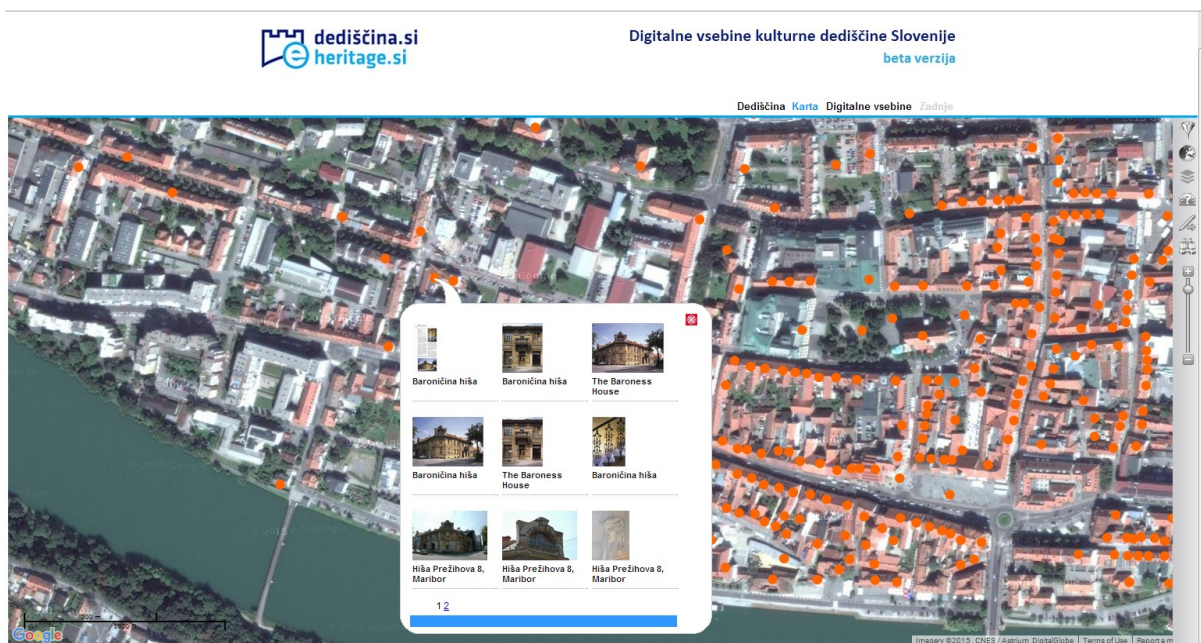 dediščina.si
heritage.si
Digitalne vsebine kulturne dediščine Slovenije
beta verzija
Dediščina Karta Digitalne vsebine Zadnje
Baroničina hiša
Baroničina hiša
The Baroness
House
Baroničina hiša
The Baroness
House
Baroničina hiša
Hiša Prežihova 8,
Maribor
Hiša Prežihova 8,
Maribor
Hiša Prežihova 8,
Maribor
1 2
Google
Imagery ©2015, CNES / Astrium, DigitalGlobe Terms of Use Report a m